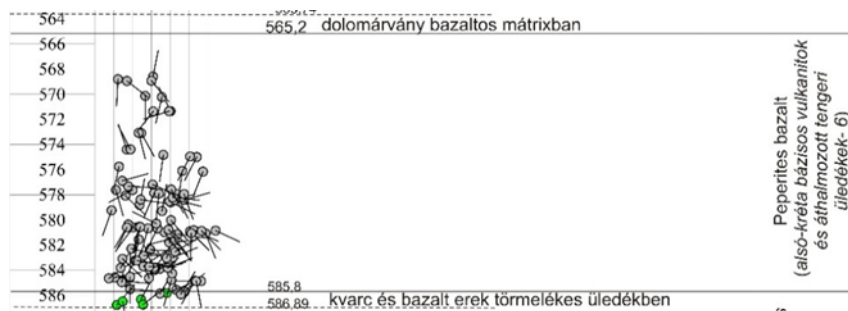 564
565,2 dolomárvány bazaltos mátrixban
566
568
570
572
574
576
578
580
582
584
585,8
586 kvarc és bazalt erek törmelékes üledékben
586,89
Peperites bazalt
(alsó-kréta bázisos vulkanitok
és áthalmozott tengeri
üledékek- 6)